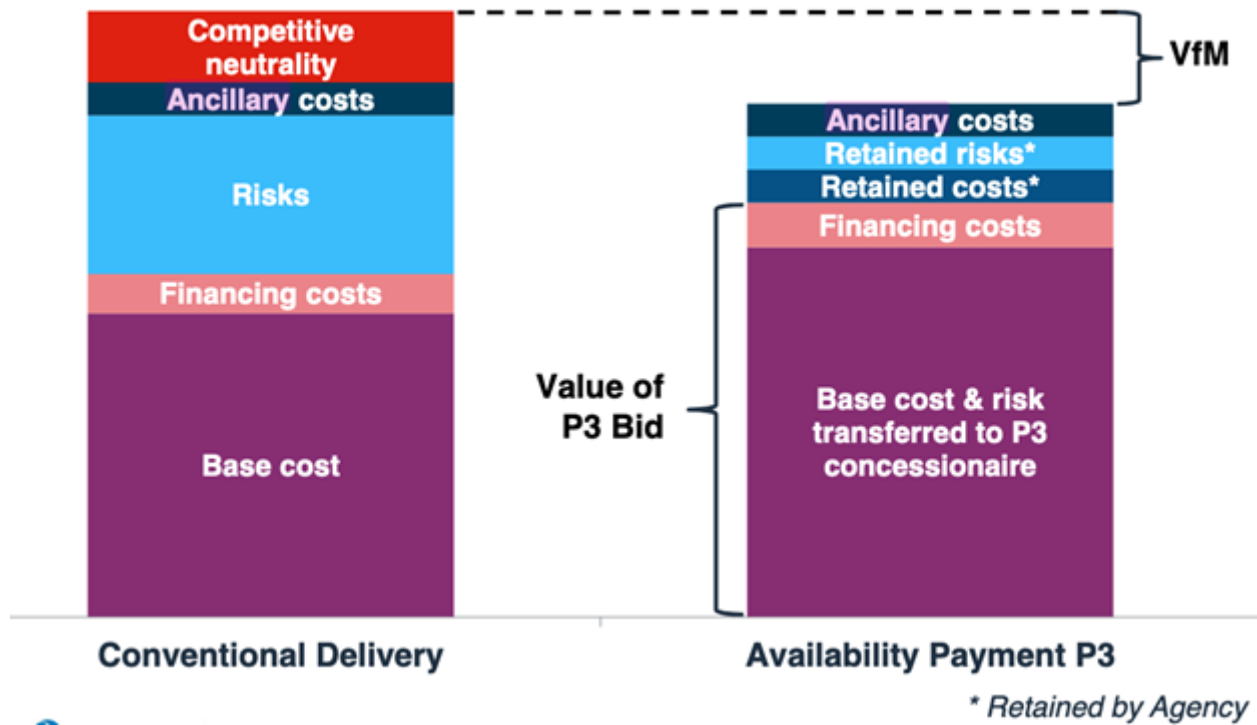 Competitive
neutrality
Ancillary costs
Risks
Financing costs
Base cost
VfM
Ancillary costs
Retained risks*
Retained costs*
Financing costs
Value of
P3 Bid
Base cost & risk
transferred to P3
concessionaire
Conventional Delivery
Availability Payment P3
* Retained by Agency